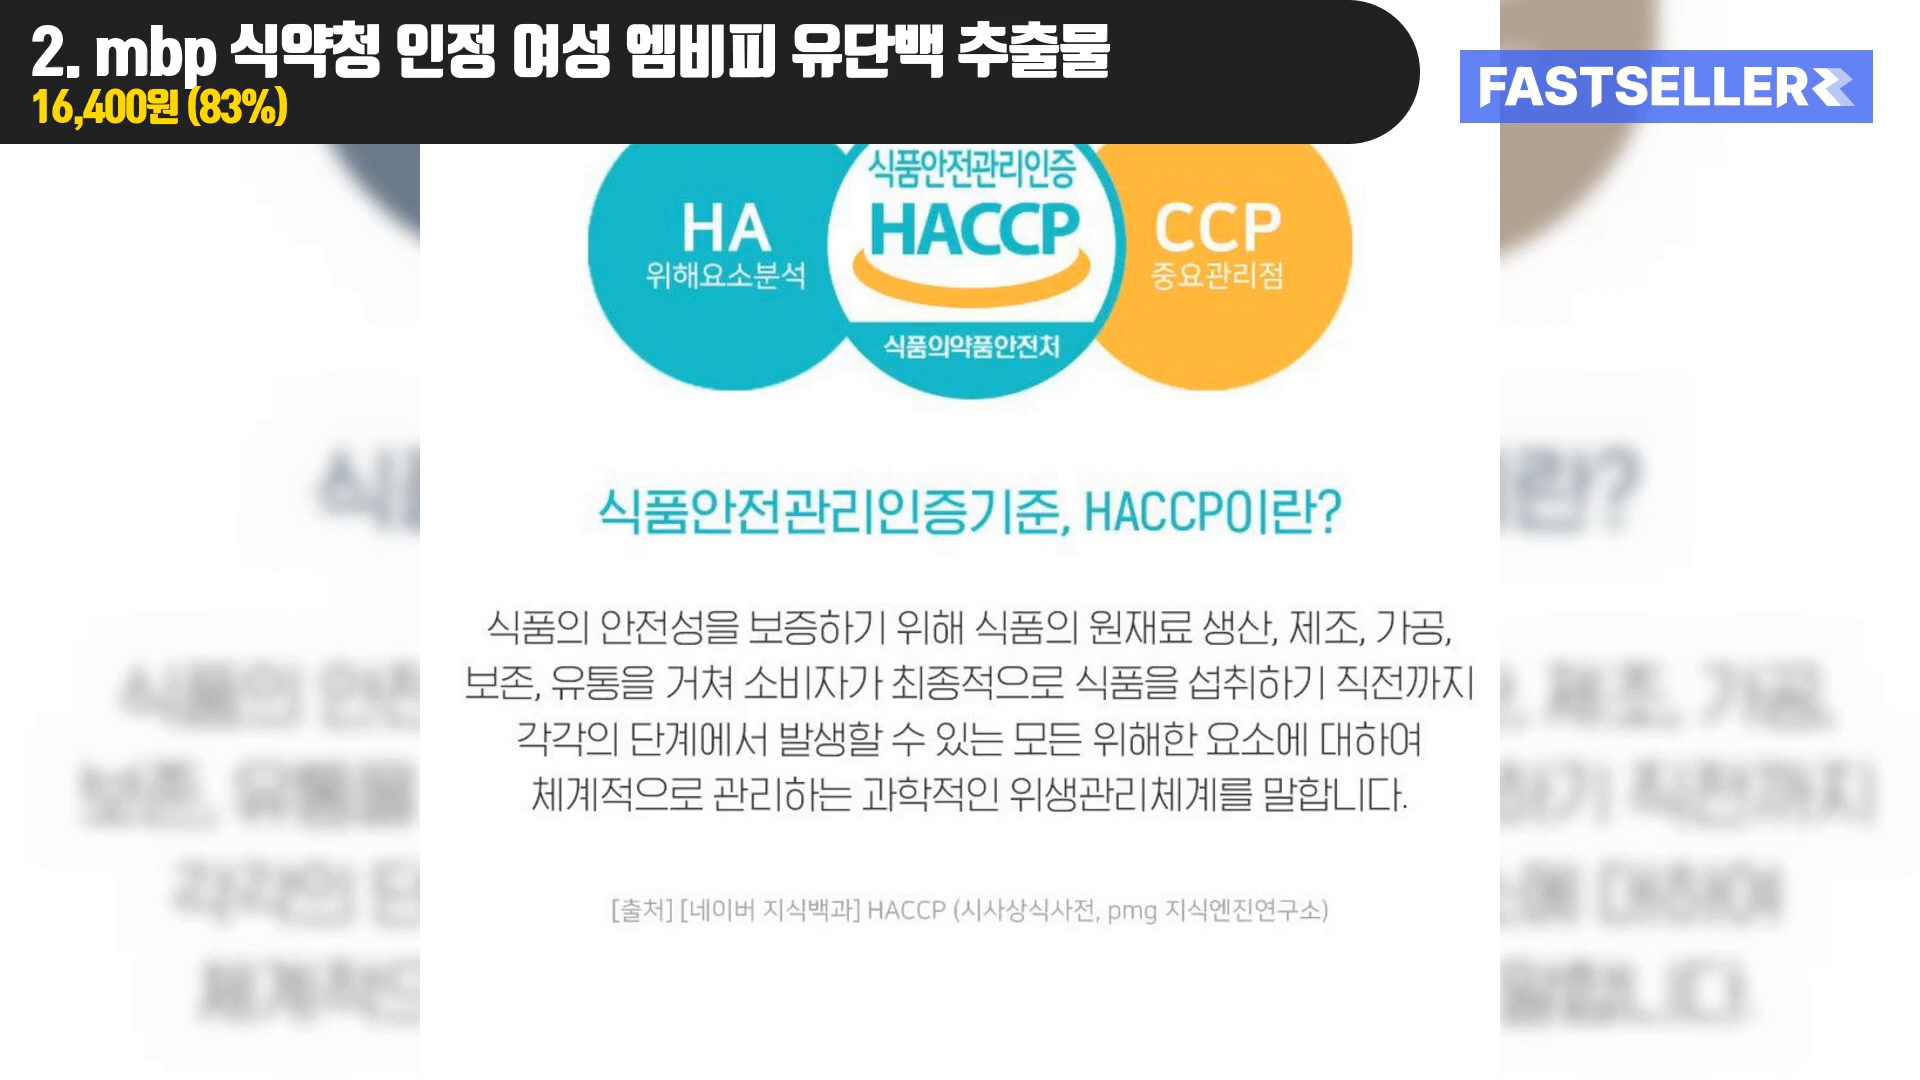 2. mbp 식약청 인정 여성 엠비피 유단백 추출물
16,400원 (83%)
FASTSELLER
HA
위해요소분석
식품안전관리인증
HACCP
식품의약품안전처
CCP
중요관리점
식품안전관리인증기준, HACCP이란?
식품의 안전성을 보증하기 위해 식품의 원재료 생산, 제조, 가공,
보존, 유통을 거쳐 소비자가 최종적으로 식품을 섭취하기 직전까지
각각의 단계에서 발생할 수 있는 모든 위해한 요소에 대하여
체계적으로 관리하는 과학적인 위생관리체계를 말합니다.
[출처] [네이버 지식백과] HACCP (시사상식사전, pmg 지식엔진연구소)